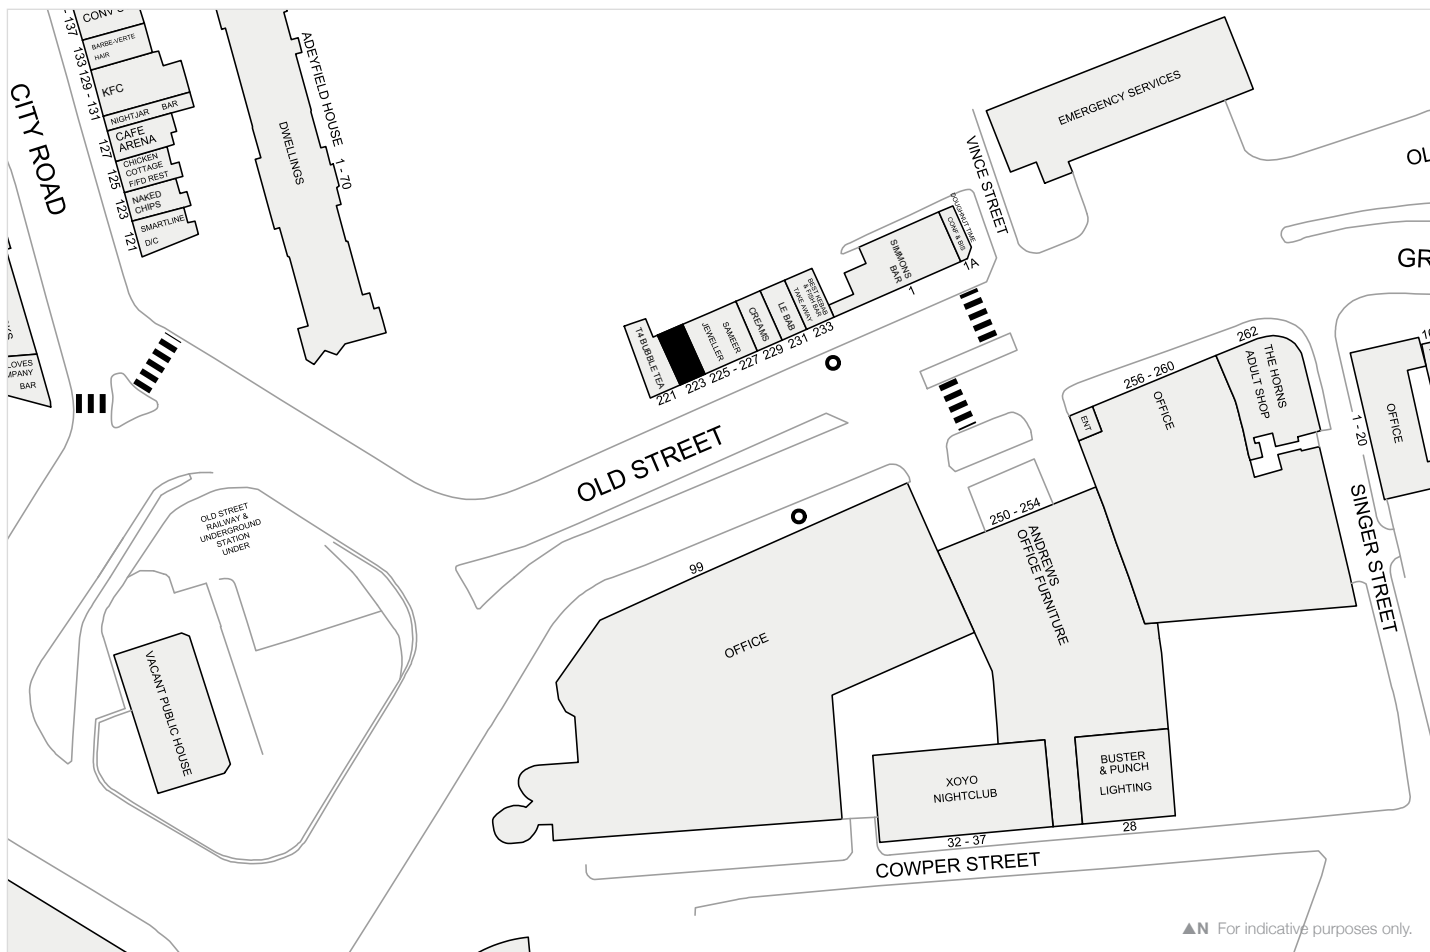 - 137
CONV
133
BARBE-VERTE
HAIR
129 - 131
KFC
NIGHTJAR BAR
CAFE
ARENA
127
CHICKEN
COTTAGE
F/FD REST
125
NAKED
CHIPS
123
SMARTLINE
D/C
121
CITY ROAD
LOVES
MPANY
BAR
KS
ADEYFIELD HOUSE 1 - 70
DWELLINGS
EMERGENCY SERVICES
VINCE STREET
OL
GR
DOUGHNUT TIME
CONF & BIS
1A
SIMMONS
BAR
1
BEST KEBAB
& FISH BAR
TAKE AWAY
233
LE BAB
231
CREAMS
229
SAMEER
JEWELLER
225 - 227
223
T4 BUBBLE TEA
221
OLD STREET
OLD STREET
RAILWAY &
UNDERGROUND
STATION
UNDER
VACANT PUBLIC HOUSE
99
OFFICE
250 - 254
ANDREWS
OFFICE FURNITURE
ENT
256 - 260
OFFICE
262
THE HORNS
ADULT SHOP
1 - 20
OFFICE
SINGER STREET
XOYO
NIGHTCLUB
32 - 37
BUSTER
& PUNCH
LIGHTING
28
COWPER STREET
N For indicative purposes only.